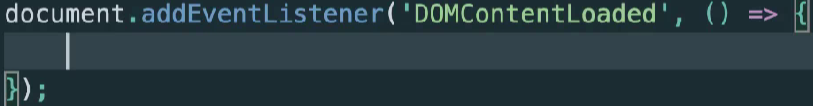 document.addEventListener('DOMContentLoaded', () => {
});